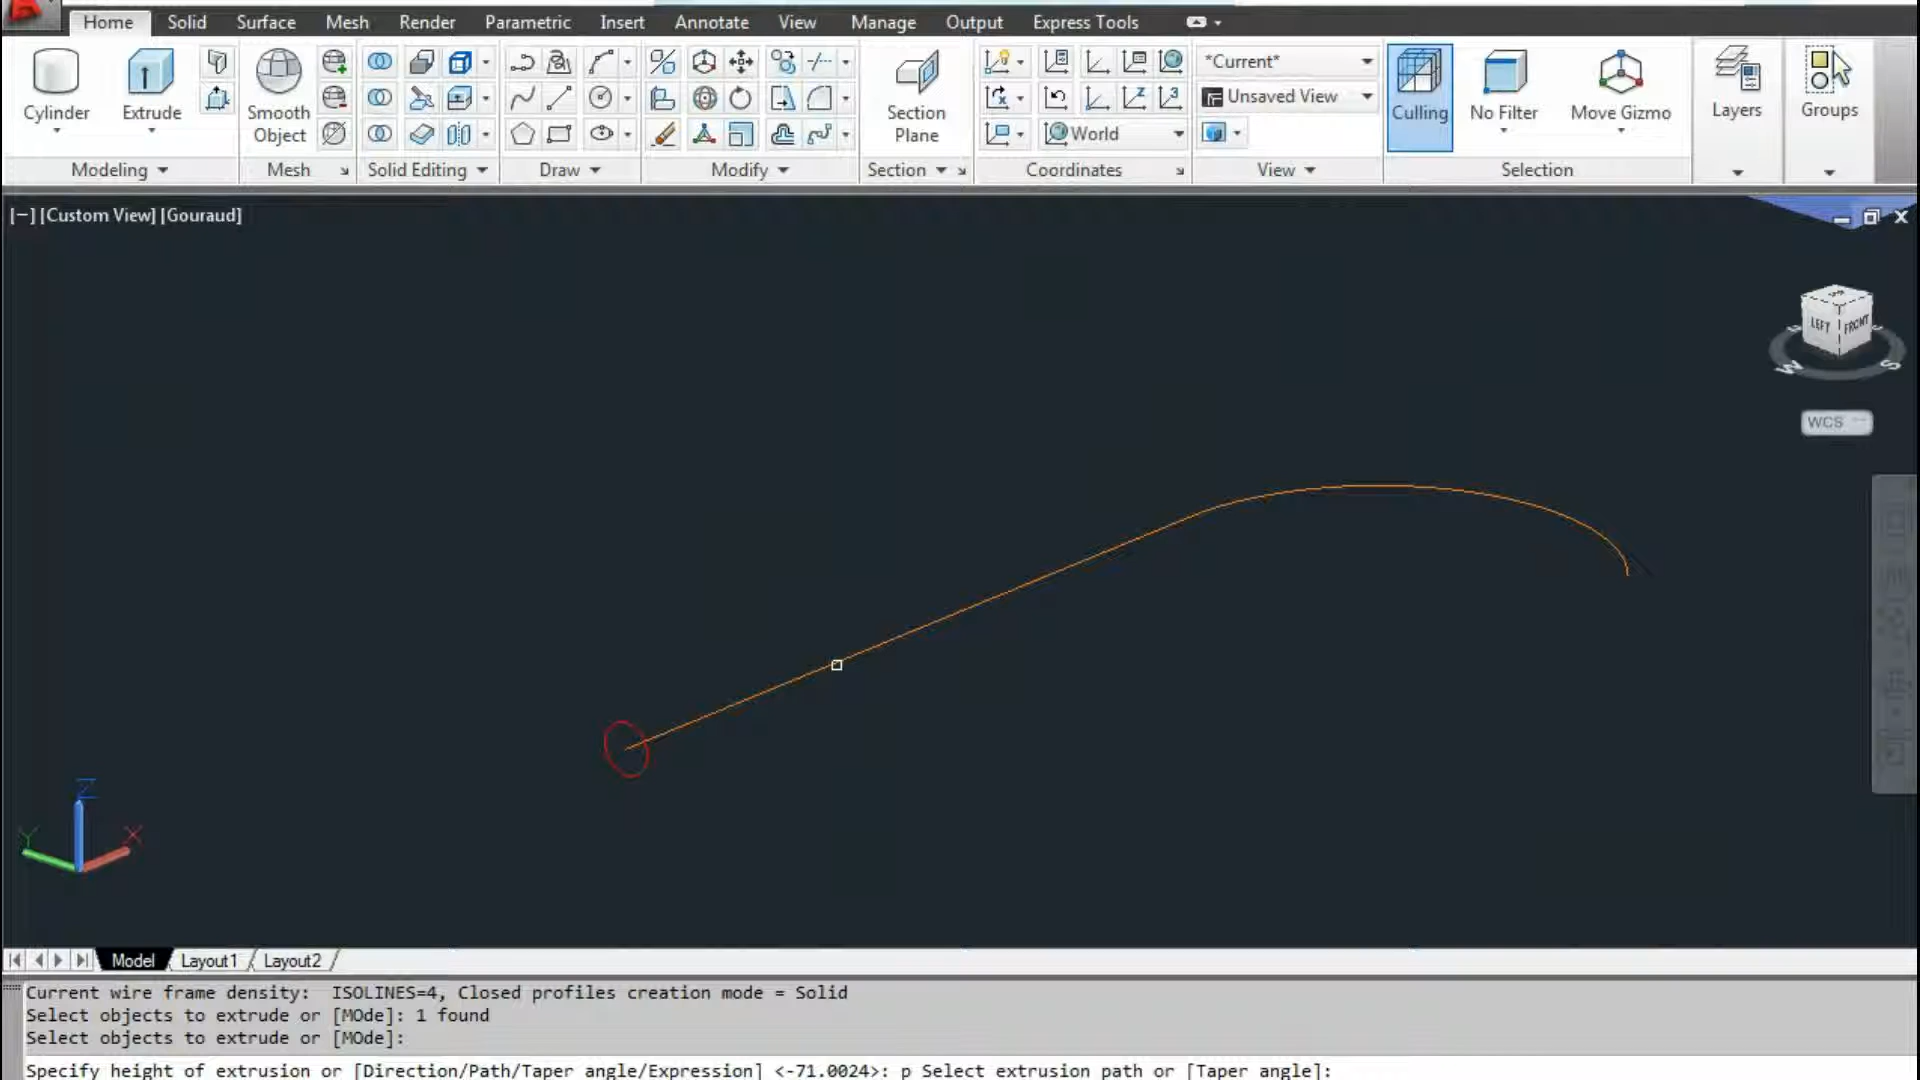 Home Solid Surface Mesh Render Parametric Insert Annotate View Manage Output Express Tools
Cylinder
Extrude
Smooth Object
Section Plane
World
*Current*
Unsaved View
Culling
No Filter
Move Gizmo
Layers
Groups
Modeling
Mesh
Solid Editing
Draw
Modify
Section
Coordinates
View
Selection
[−] [Custom View] [Gouraud]
LEFT FRONT
W S
WCS
Z
Y X
Model Layout1 Layout2
Current wire frame density:  ISOLINES=4, Closed profiles creation mode = Solid
Select objects to extrude or [MOde]: 1 found
Select objects to extrude or [MOde]:
Specify height of extrusion or [Direction/Path/Taper angle/Expression] <-71.0024>: p Select extrusion path or [Taper angle]: